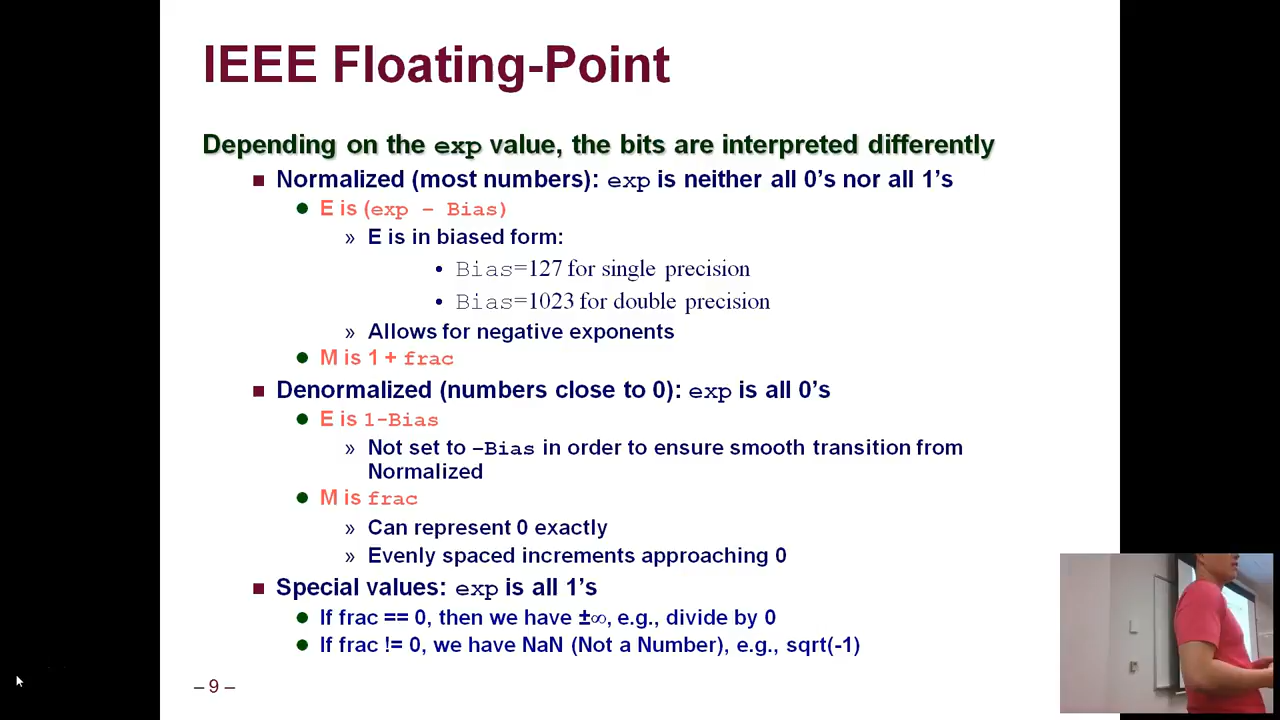 IEEE Floating-Point
Depending on the exp value, the bits are interpreted differently
Normalized (most numbers): exp is neither all 0's nor all 1's
E is (exp – Bias)
» E is in biased form:
• Bias=127 for single precision
• Bias=1023 for double precision
» Allows for negative exponents
M is 1 + frac
Denormalized (numbers close to 0): exp is all 0's
E is 1-Bias
» Not set to –Bias in order to ensure smooth transition from
Normalized
M is frac
» Can represent 0 exactly
» Evenly spaced increments approaching 0
Special values: exp is all 1's
If frac == 0, then we have ±∞, e.g., divide by 0
If frac != 0, we have NaN (Not a Number), e.g., sqrt(-1)
– 9 –